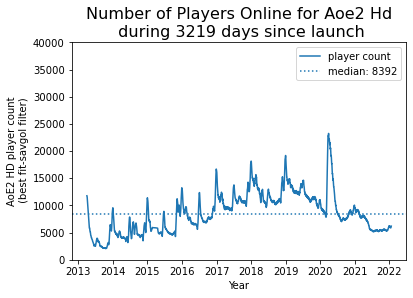 Number of Players Online for Aoe2 Hd
during 3219 days since launch
40000
35000
30000
25000
20000
15000
10000
5000
0
AoE2 HD player count
(best fit-savgol filter)
player count
median: 8392
2013 2014 2015 2016 2017 2018 2019 2020 2021 2022
Year